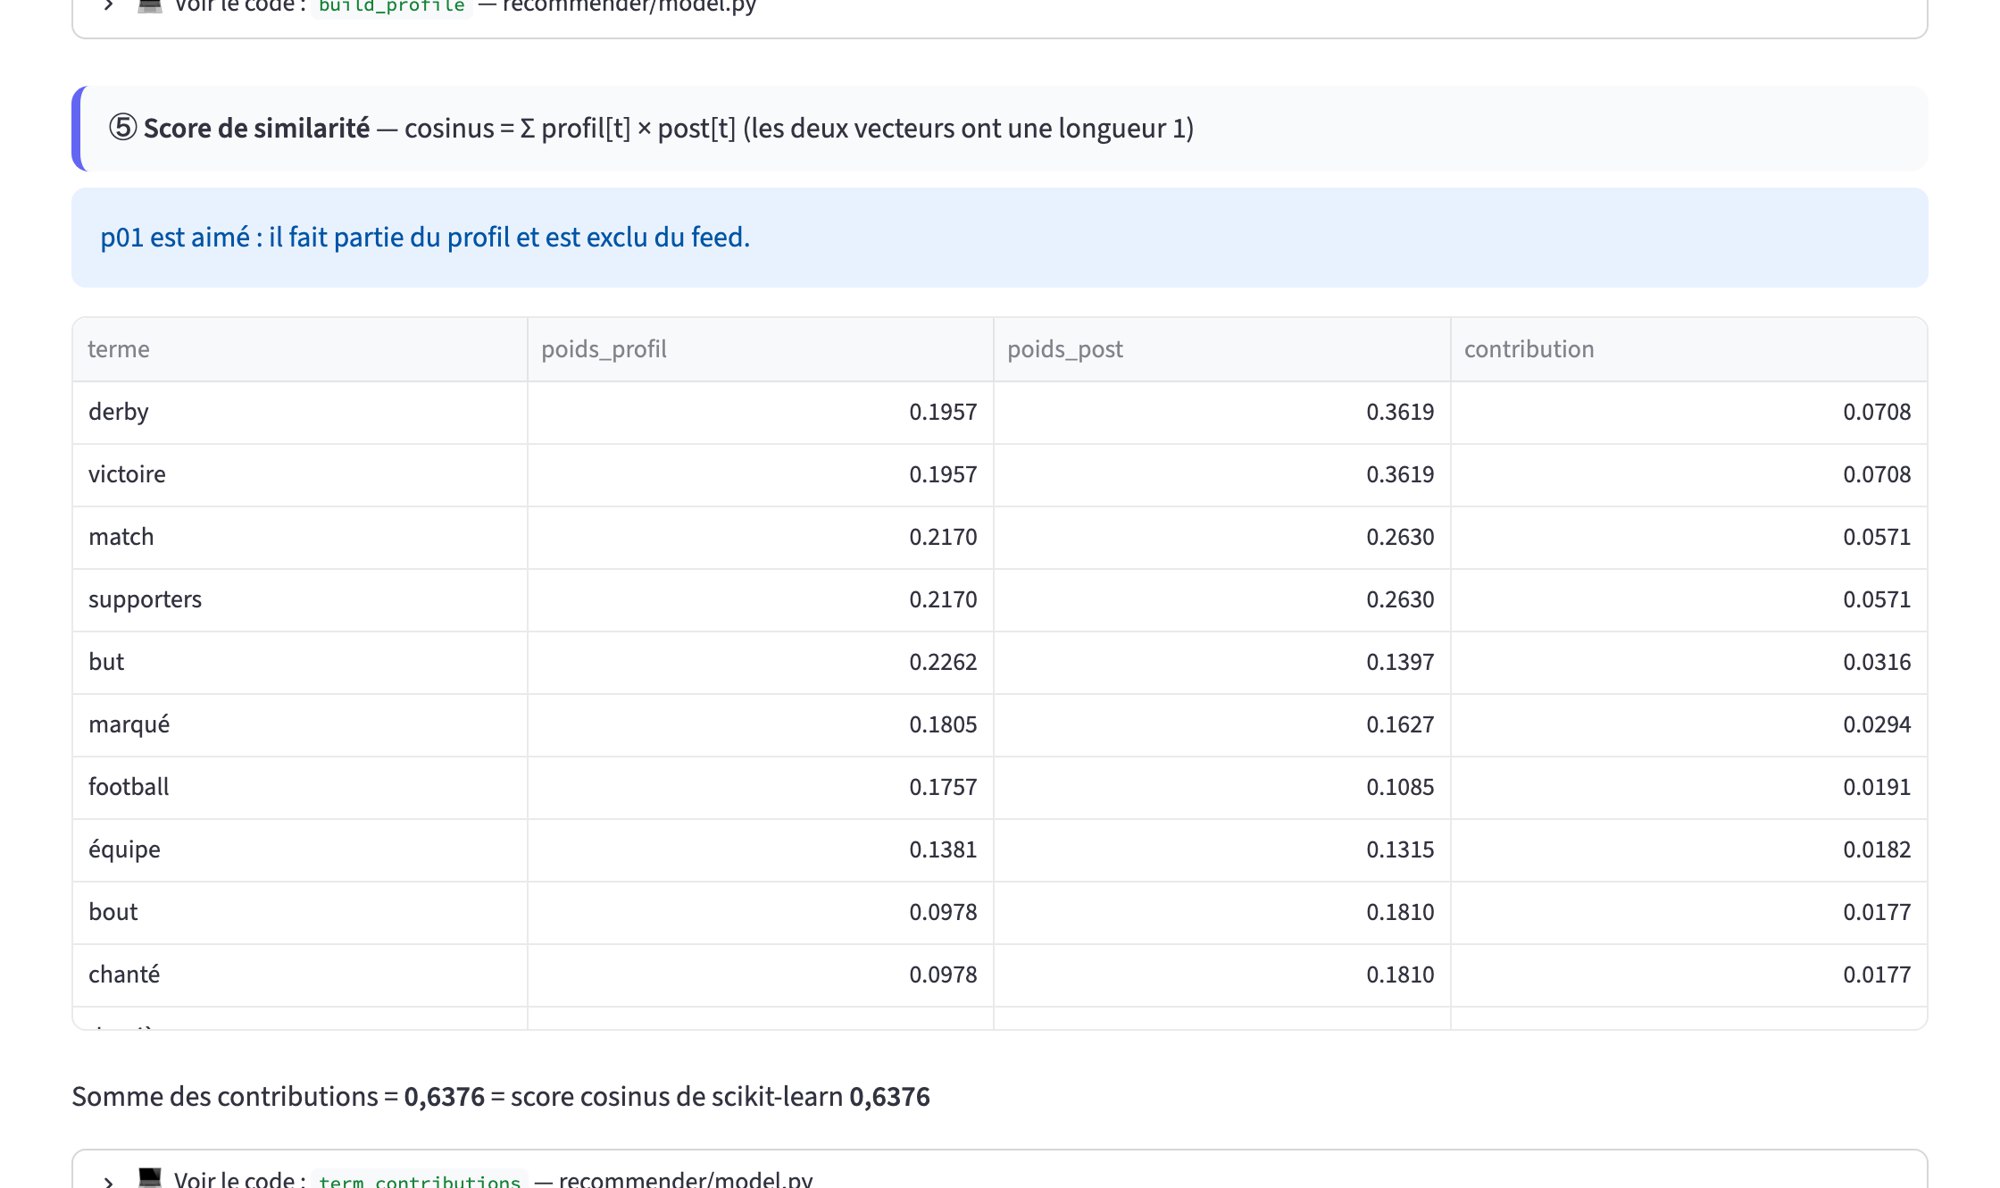 Voir le code : build_profile — recommender/model.py
⑤ Score de similarité — cosinus = Σ profil[t] × post[t] (les deux vecteurs ont une longueur 1)
p01 est aimé : il fait partie du profil et est exclu du feed.
terme poids_profil poids_post contribution
derby 0.1957 0.3619 0.0708
victoire 0.1957 0.3619 0.0708
match 0.2170 0.2630 0.0571
supporters 0.2170 0.2630 0.0571
but 0.2262 0.1397 0.0316
marqué 0.1805 0.1627 0.0294
football 0.1757 0.1085 0.0191
équipe 0.1381 0.1315 0.0182
bout 0.0978 0.1810 0.0177
chanté 0.0978 0.1810 0.0177
Somme des contributions = 0,6376 = score cosinus de scikit-learn 0,6376
Voir le code : term_contributions — recommender/model.py